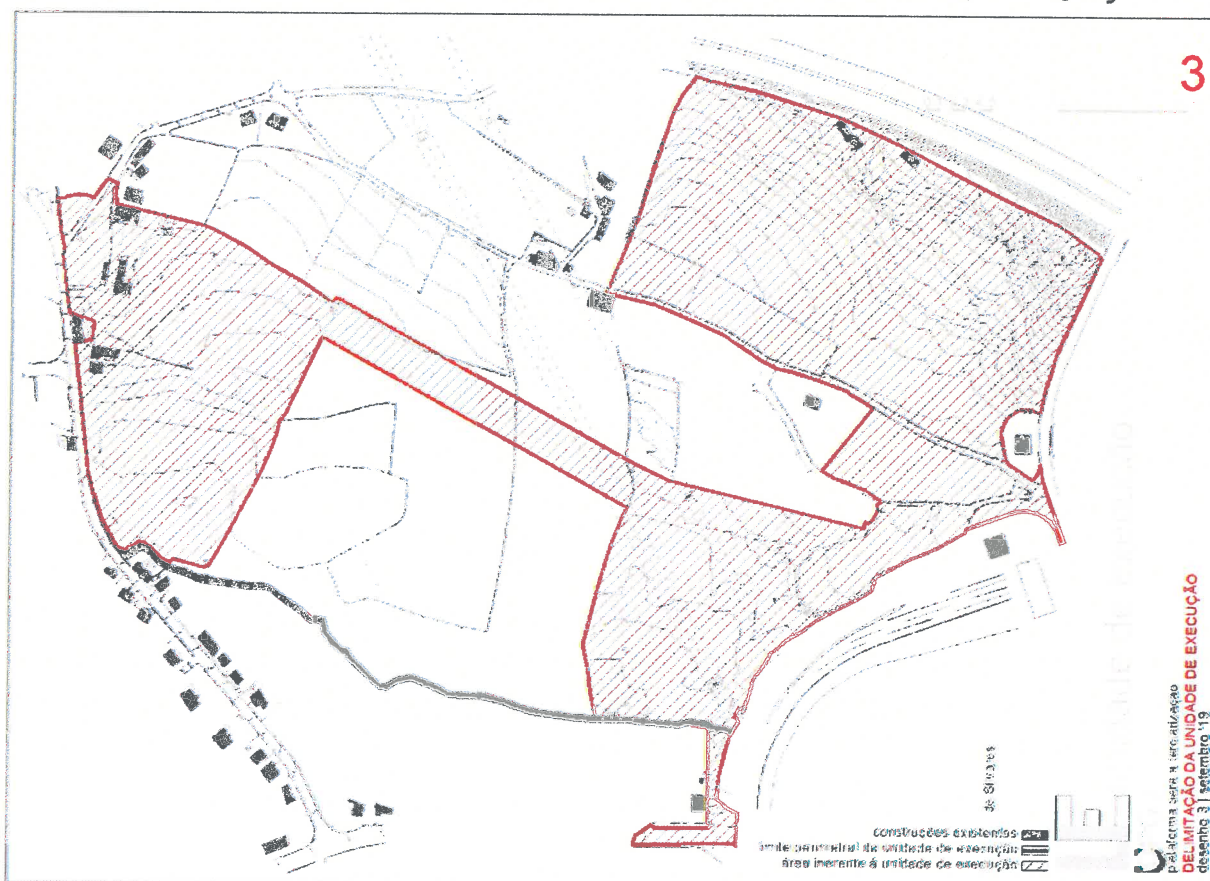 3
de Silvares
construções existentes
limite perimetral da unidade de execução
área inerente à unidade de execução
plataforma para a
DELIMITAÇÃO DA UNIDADE DE EXECUÇÃO
desenho 3 | setembro '19